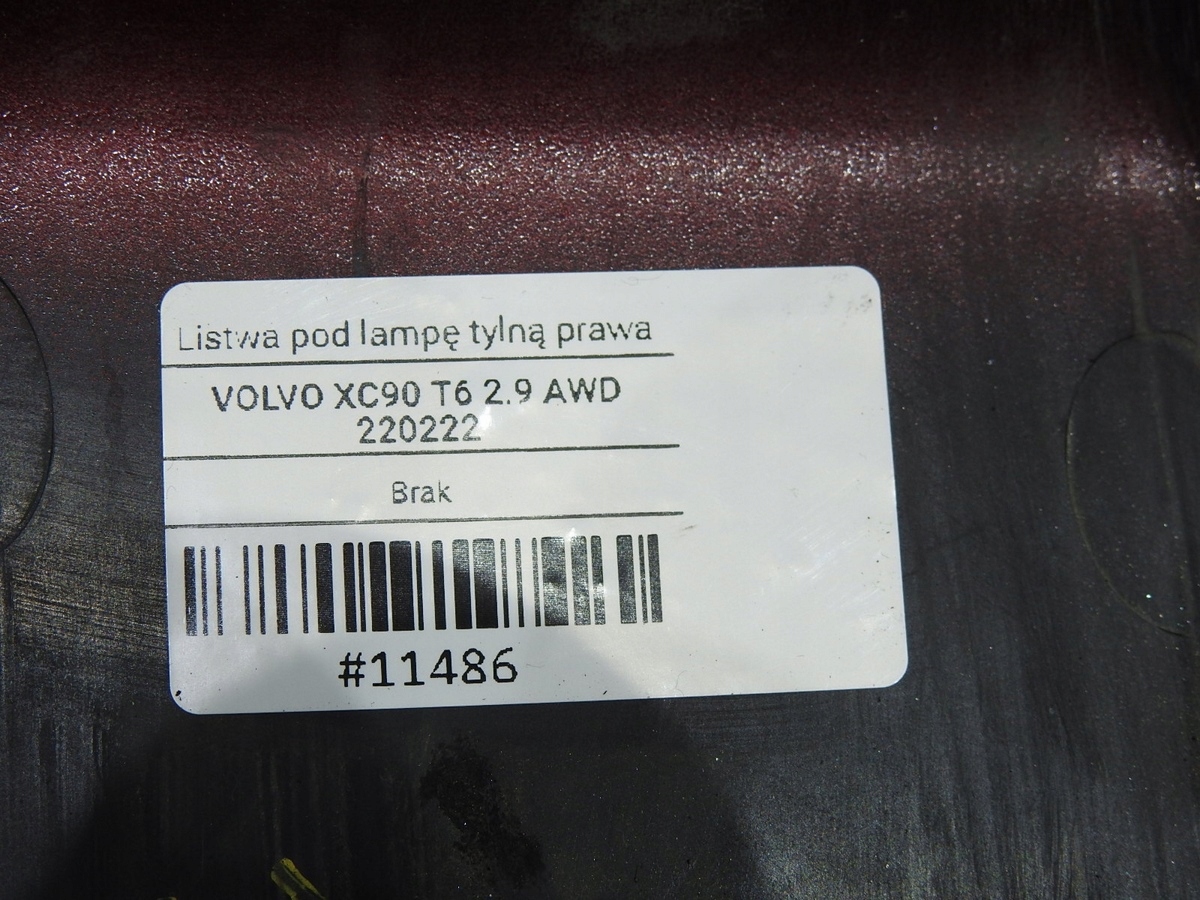 Listwa pod lampę tylną prawa
VOLVO XC90 T6 2.9 AWD
220222
Brak
#11486